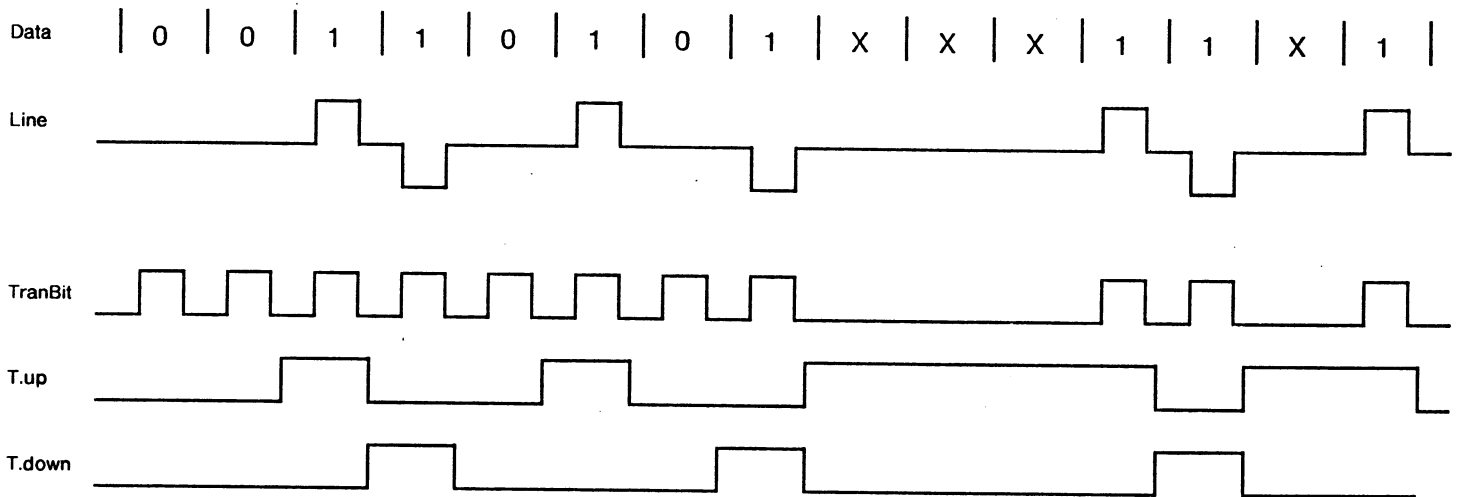 Data | 0 | 0 | 1 | 1 | 0 | 1 | 0 | 1 | X | X | X | 1 | 1 | X | 1 |
Line
TranBit
T.up
T.down